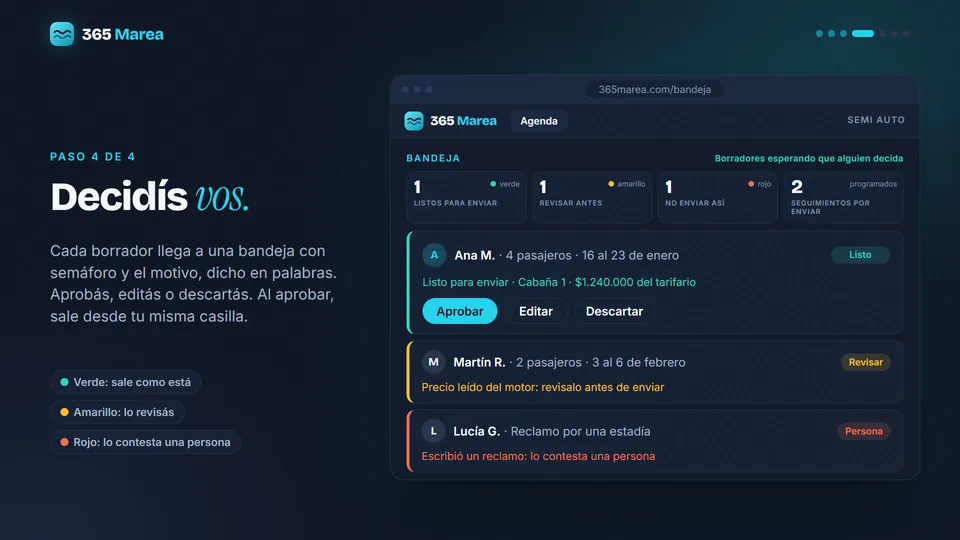 365 Marea
PASO 4 DE 4
Decidís vos.
Cada borrador llega a una bandeja con
semáforo y el motivo, dicho en palabras.
Aprobás, editás o descartás. Al aprobar,
sale desde tu misma casilla.
Verde: sale como está
Amarillo: lo revisás
Rojo: lo contesta una persona
365marea.com/bandeja
365 Marea
Agenda
SEMI AUTO
BANDEJA
Borradores esperando que alguien decida
1
verde
LISTOS PARA ENVIAR
1
amarillo
REVISAR ANTES
1
rojo
NO ENVIAR ASÍ
2
programados
SEGUIMIENTOS POR
ENVIAR
A
Ana M. · 4 pasajeros · 16 al 23 de enero
Listo
Listo para enviar · Cabaña 1 · $1.240.000 del tarifario
Aprobar
Editar
Descartar
M
Martín R. · 2 pasajeros · 3 al 6 de febrero
Revisar
Precio leído del motor: revisalo antes de enviar
L
Lucía G. · Reclamo por una estadía
Persona
Escribió un reclamo: lo contesta una persona